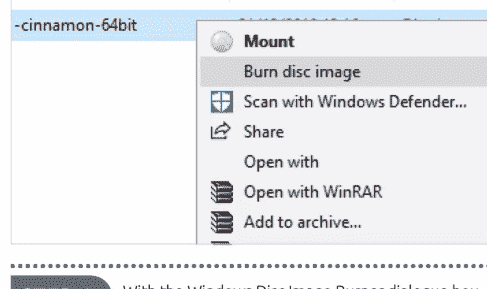 -cinnamon-64bit
Mount
Burn disc image
Scan with Windows Defender...
Share
Open with
Open with WinRAR
Add to archive...
With the Windows Disc Image Burner dialogue box